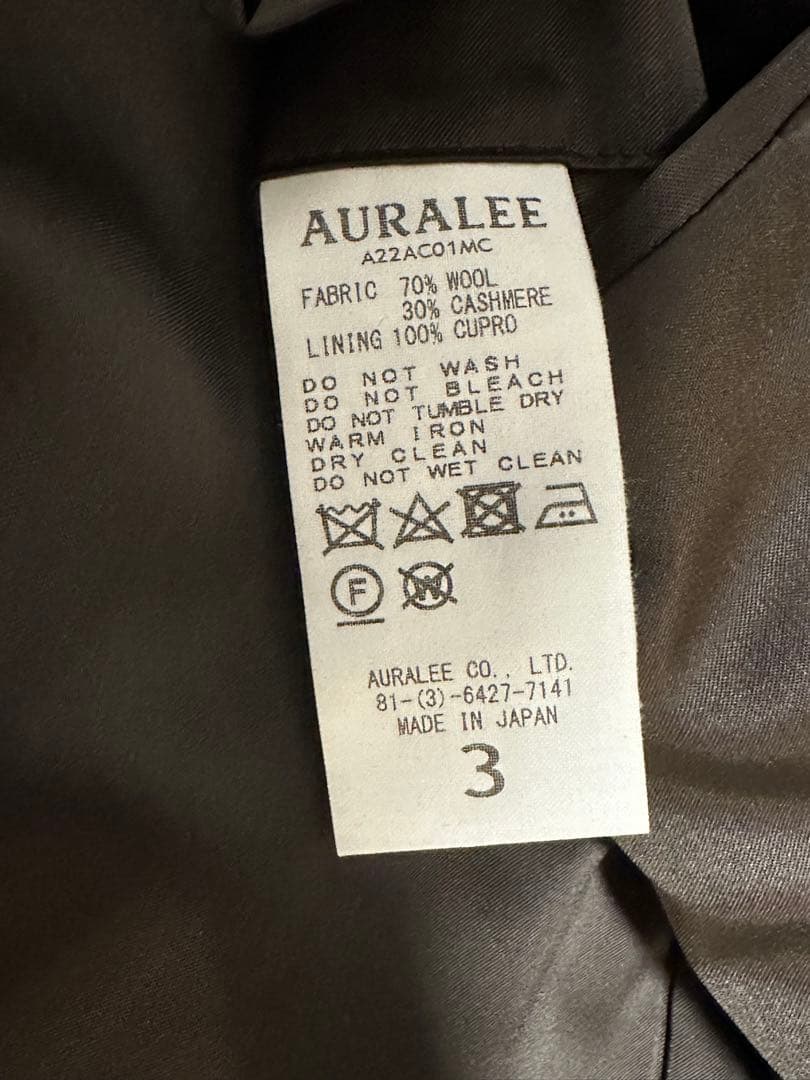 AURALEE
A22AC01MC
FABRIC 70% WOOL
30% CASHMERE
LINING 100% CUPRO
DO NOT WASH
DO NOT BLEACH
DO NOT TUMBLE DRY
WARM IRON
DRY CLEAN
DO NOT WET CLEAN
F W
AURALEE CO., LTD.
81-(3)-6427-7141
MADE IN JAPAN
3